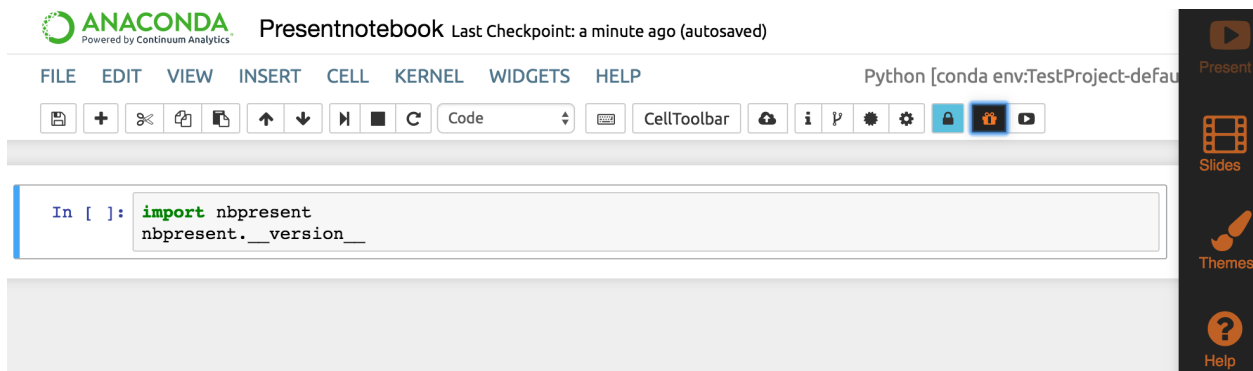 ANACONDA
Powered by Continuum Analytics
Presentnotebook Last Checkpoint: a minute ago (autosaved)
FILE EDIT VIEW INSERT CELL KERNEL WIDGETS HELP
Python [conda env:TestProject-defau
Code
CellToolbar
In [ ]: import nbpresent
nbpresent.__version__
Present
Slides
Themes
Help